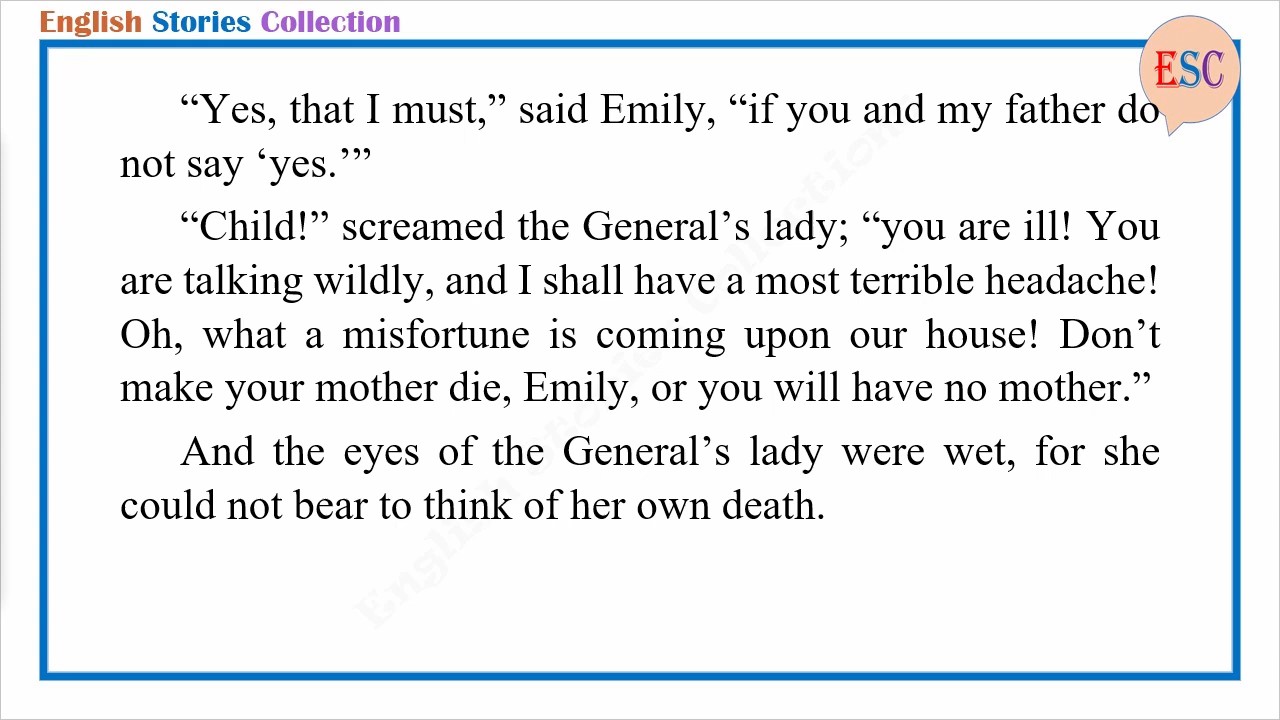 English Stories Collection
ESC
“Yes, that I must,” said Emily, “if you and my father do
not say ‘yes.’”
“Child!” screamed the General’s lady; “you are ill! You
are talking wildly, and I shall have a most terrible headache!
Oh, what a misfortune is coming upon our house! Don’t
make your mother die, Emily, or you will have no mother.”
And the eyes of the General’s lady were wet, for she
could not bear to think of her own death.
English Stories Collection